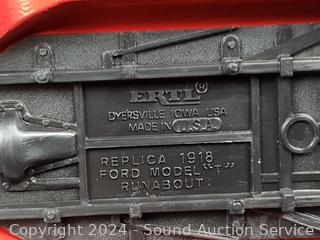 ERTL®
DYERSVILLE IOWA USA
MADE IN U.S.A
REPLICA 1918
FORD MODEL "T"
RUNABOUT
Copyright 2024 - Sound Auction Service